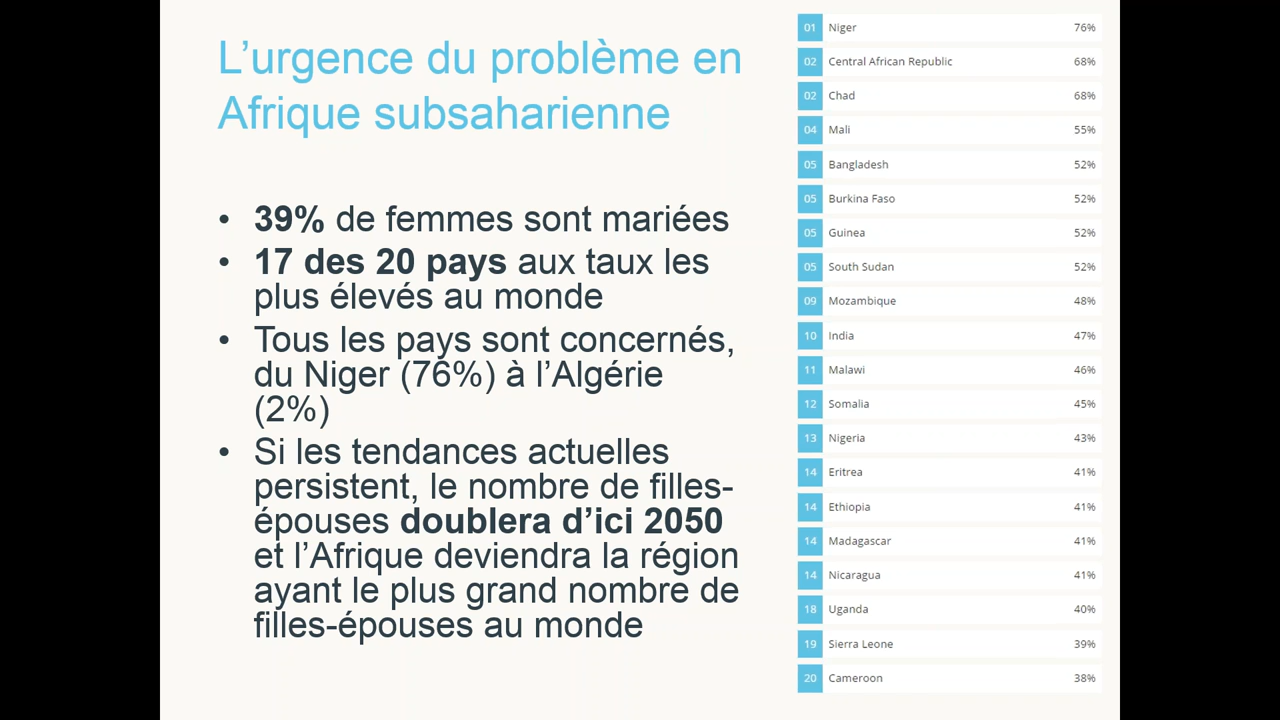 L’urgence du problème en
Afrique subsaharienne
• 39% de femmes sont mariées
• 17 des 20 pays aux taux les
plus élevés au monde
• Tous les pays sont concernés,
du Niger (76%) à l’Algérie
(2%)
• Si les tendances actuelles
persistent, le nombre de filles-
épouses doublera d’ici 2050
et l’Afrique deviendra la région
ayant le plus grand nombre de
filles-épouses au monde
01 Niger 76%
02 Central African Republic 68%
02 Chad 68%
04 Mali 55%
05 Bangladesh 52%
05 Burkina Faso 52%
05 Guinea 52%
05 South Sudan 52%
09 Mozambique 48%
10 India 47%
11 Malawi 46%
12 Somalia 45%
13 Nigeria 43%
14 Eritrea 41%
14 Ethiopia 41%
14 Madagascar 41%
14 Nicaragua 41%
18 Uganda 40%
19 Sierra Leone 39%
20 Cameroon 38%